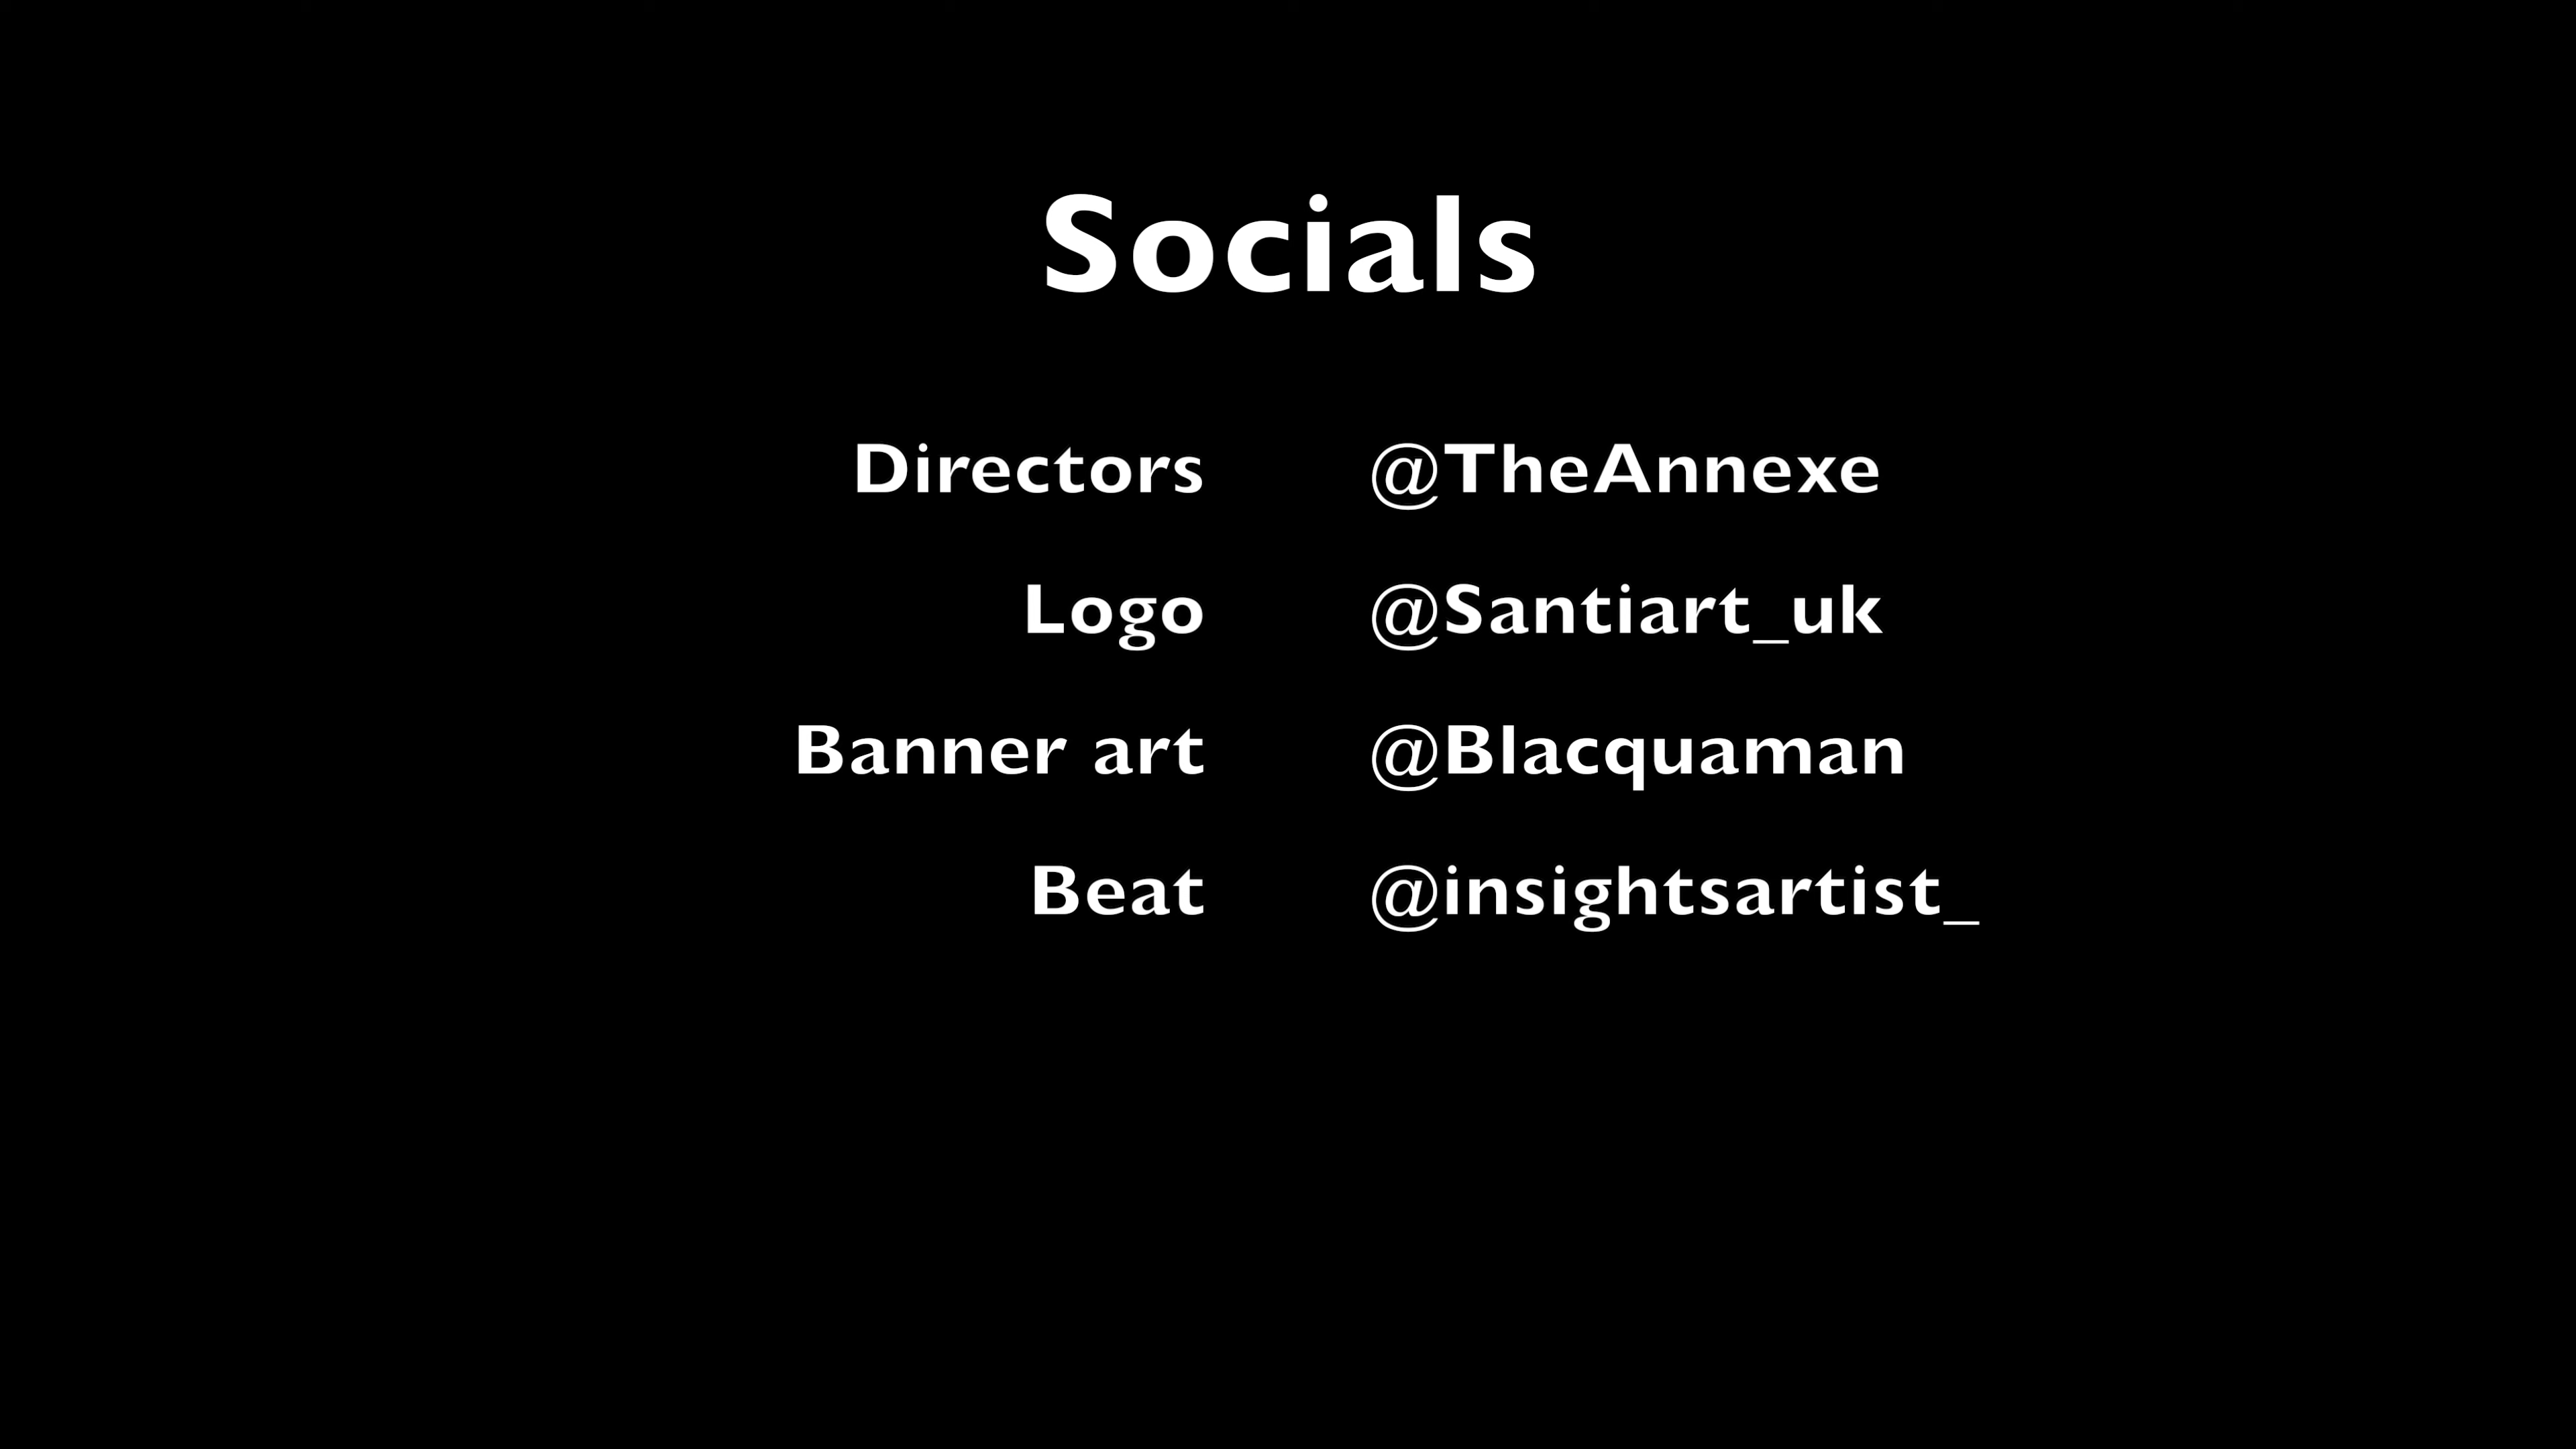 Socials
Directors @TheAnnexe
Logo @Santiart_uk
Banner art @Blacquaman
Beat @insightsartist_